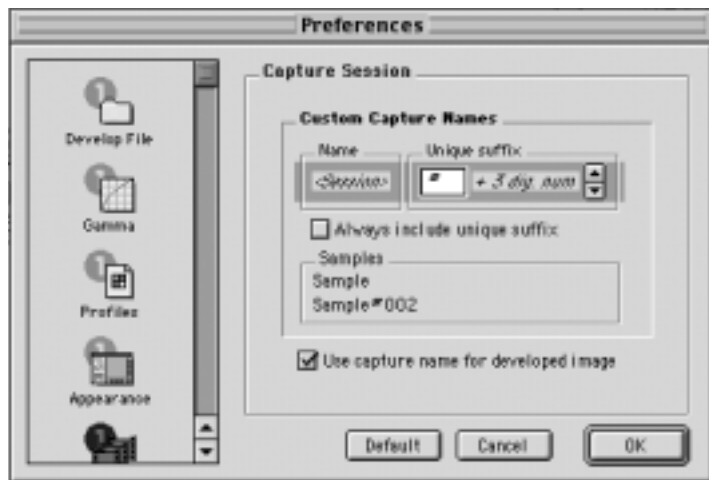 Preferences
Develop File
Gamma
Profiles
Appearance
Capture Session
Custom Capture Names
Name
Unique suffix
<Session>
# + 3 dig. num
Always include unique suffix
Samples
Sample
Sample#002
Use capture name for developed image
Default
Cancel
OK